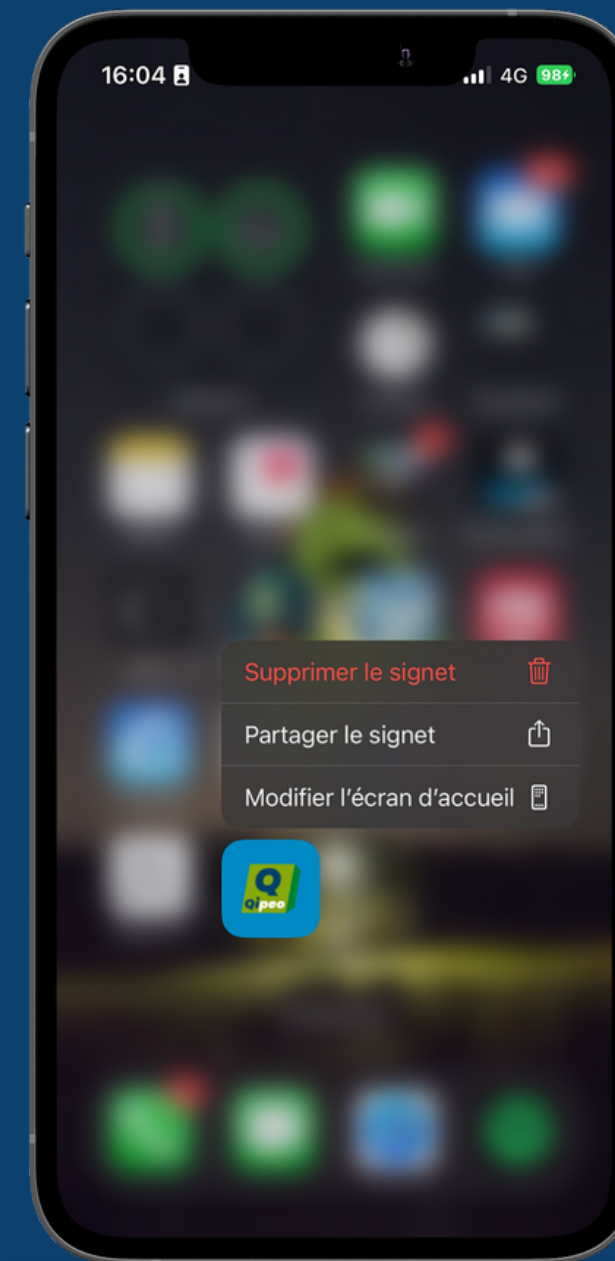 16:04
4G 98
Supprimer le signet
Partager le signet
Modifier l'écran d'accueil
Q
Qipeo